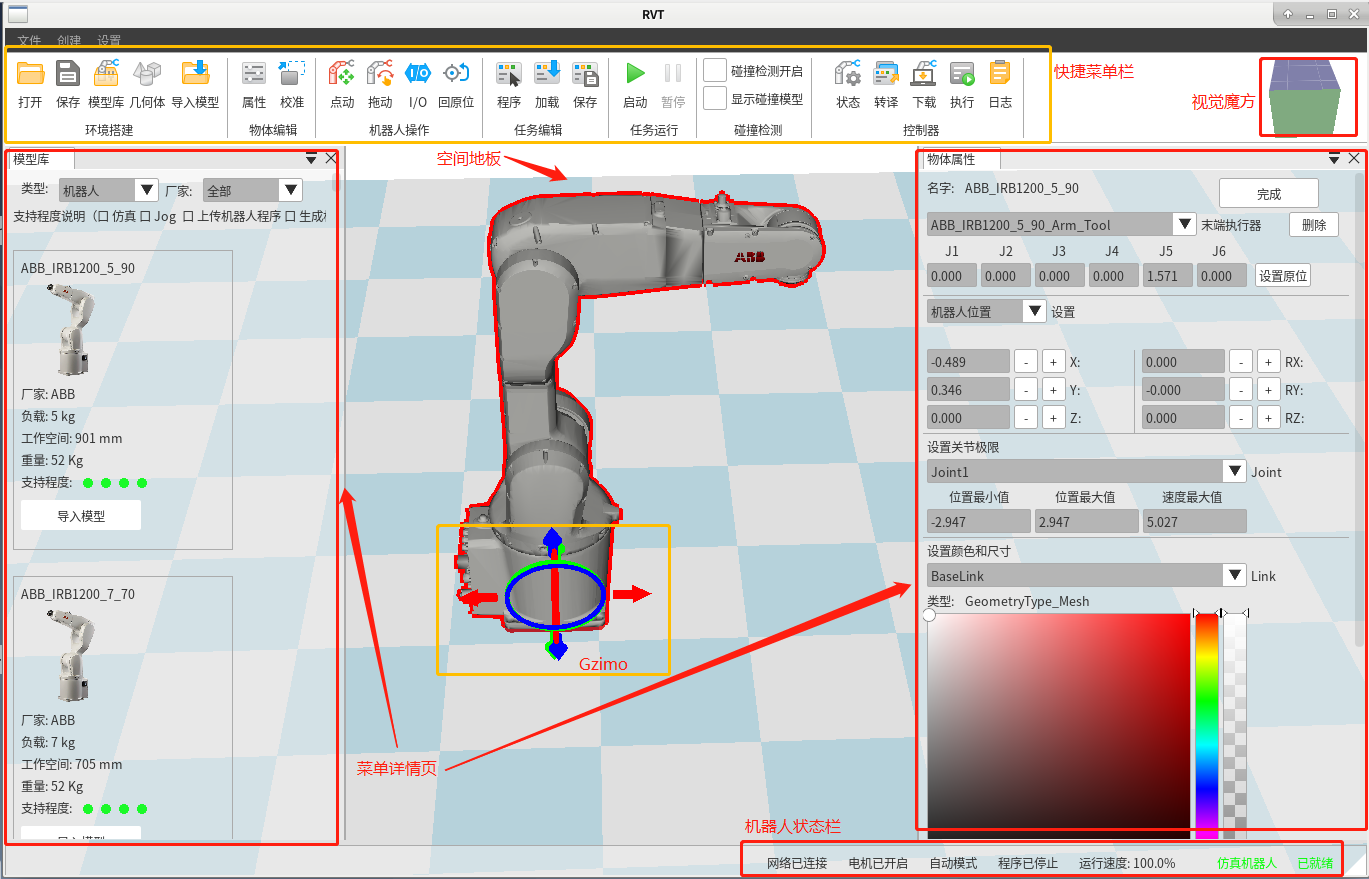 RVT
文件 创建 设置
打开 保存 模型库 几何体 导入模型
环境搭建
属性 校准
物体编辑
点动 拖动 I/O 回原位
机器人操作
程序 加载 保存
任务编辑
启动 暂停
任务运行
碰撞检测开启
显示碰撞模型
碰撞检测
状态 转译 下载 执行 日志
控制器
快捷菜单栏
视觉魔方
模型库
类型: 机器人 厂家: 全部
支持程度说明 (口 仿真 口 Jog 口 上传机器人程序 口 生成
ABB_IRB1200_5_90
厂家: ABB
负载: 5 kg
工作空间: 901 mm
重量: 52 Kg
支持程度:
导入模型
ABB_IRB1200_7_70
厂家: ABB
负载: 7 kg
工作空间: 705 mm
重量: 52 Kg
支持程度:
空间地板
ABB
Gzimo
菜单详情页
物体属性
名字: ABB_IRB1200_5_90
完成
ABB_IRB1200_5_90_Arm_Tool 末端执行器 删除
J1 J2 J3 J4 J5 J6
0.000 0.000 0.000 0.000 1.571 0.000 设置原位
机器人位置 设置
-0.489 - + X: 0.000 - + RX:
0.346 - + Y: -0.000 - + RY:
0.000 - + Z: 0.000 - + RZ:
设置关节极限
Joint1 Joint
位置最小值 位置最大值 速度最大值
-2.947 2.947 5.027
设置颜色和尺寸
BaseLink Link
类型: GeometryType_Mesh
机器人状态栏
网络已连接 电机已开启 自动模式 程序已停止 运行速度: 100.0% 仿真机器人 已就绪